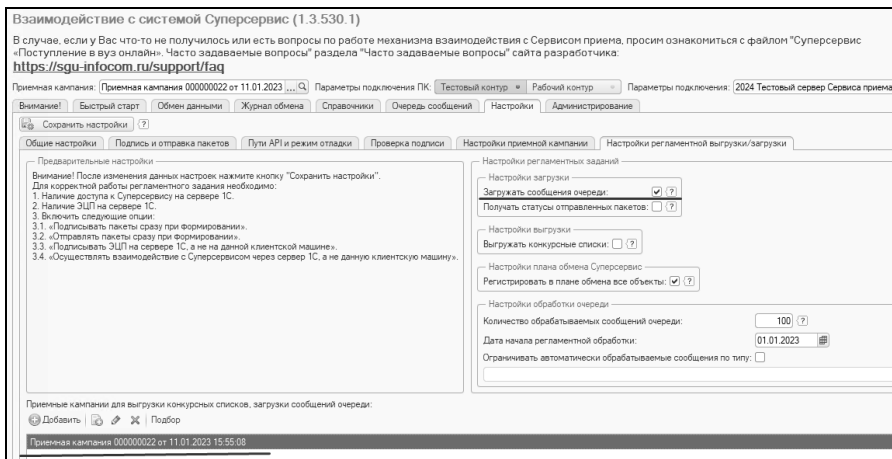 Взаимодействие с системой Суперсервис (1.3.530.1)
В случае, если у Вас что-то не получилось или есть вопросы по работе механизма взаимодействия с Сервисом приема, просим ознакомиться с файлом "Суперсервис
«Поступление в вуз онлайн». Часто задаваемые вопросы" раздела "Часто задаваемые вопросы" сайта разработчика:
https://sgu-infocom.ru/support/faq
Приемная кампания: Приемная кампания 000000022 от 11.01.2023 ... Параметры подключения ПК: Тестовый контур Рабочий контур Параметры подключения: 2024 Тестовый сервер Сервиса приема
Внимание! Быстрый старт Обмен данными Журнал обмена Справочники Очередь сообщений Настройки Администрирование
Сохранить настройки ?
Общие настройки Подпись и отправка пакетов Пути API и режим отладки Проверка подписи Настройки приемной кампании Настройки регламентной выгрузки/загрузки
Предварительные настройки
Внимание! После изменения данных настроек нажмите кнопку "Сохранить настройки".
Для корректной работы регламентного задания необходимо:
1. Наличие доступа к Суперсервису на сервере 1С.
2. Наличие ЭЦП на сервере 1С.
3. Включить следующие опции:
3.1. «Подписывать пакеты сразу при формировании».
3.2. «Отправлять пакеты сразу при формировании».
3.3. «Подписывать ЭЦП на сервере 1С, а не на данной клиентской машине».
3.4. «Осуществлять взаимодействие с Суперсервисом через сервер 1С, а не данную клиентскую машину».
Настройки регламентных заданий
Настройки загрузки
Загружать сообщения очереди: ?
Получать статусы отправленных пакетов: ?
Настройки выгрузки
Выгружать конкурсные списки: ?
Настройки плана обмена Суперсервис
Регистрировать в плане обмена все объекты: ?
Настройки обработки очереди
Количество обрабатываемых сообщений очереди: 100 ?
Дата начала регламентной обработки: 01.01.2023
Ограничивать автоматически обрабатываемые сообщения по типу:
Приемные кампании для выгрузки конкурсных списков, загрузки сообщений очереди:
Добавить Подбор
Приемная кампания 000000022 от 11.01.2023 15:55:08